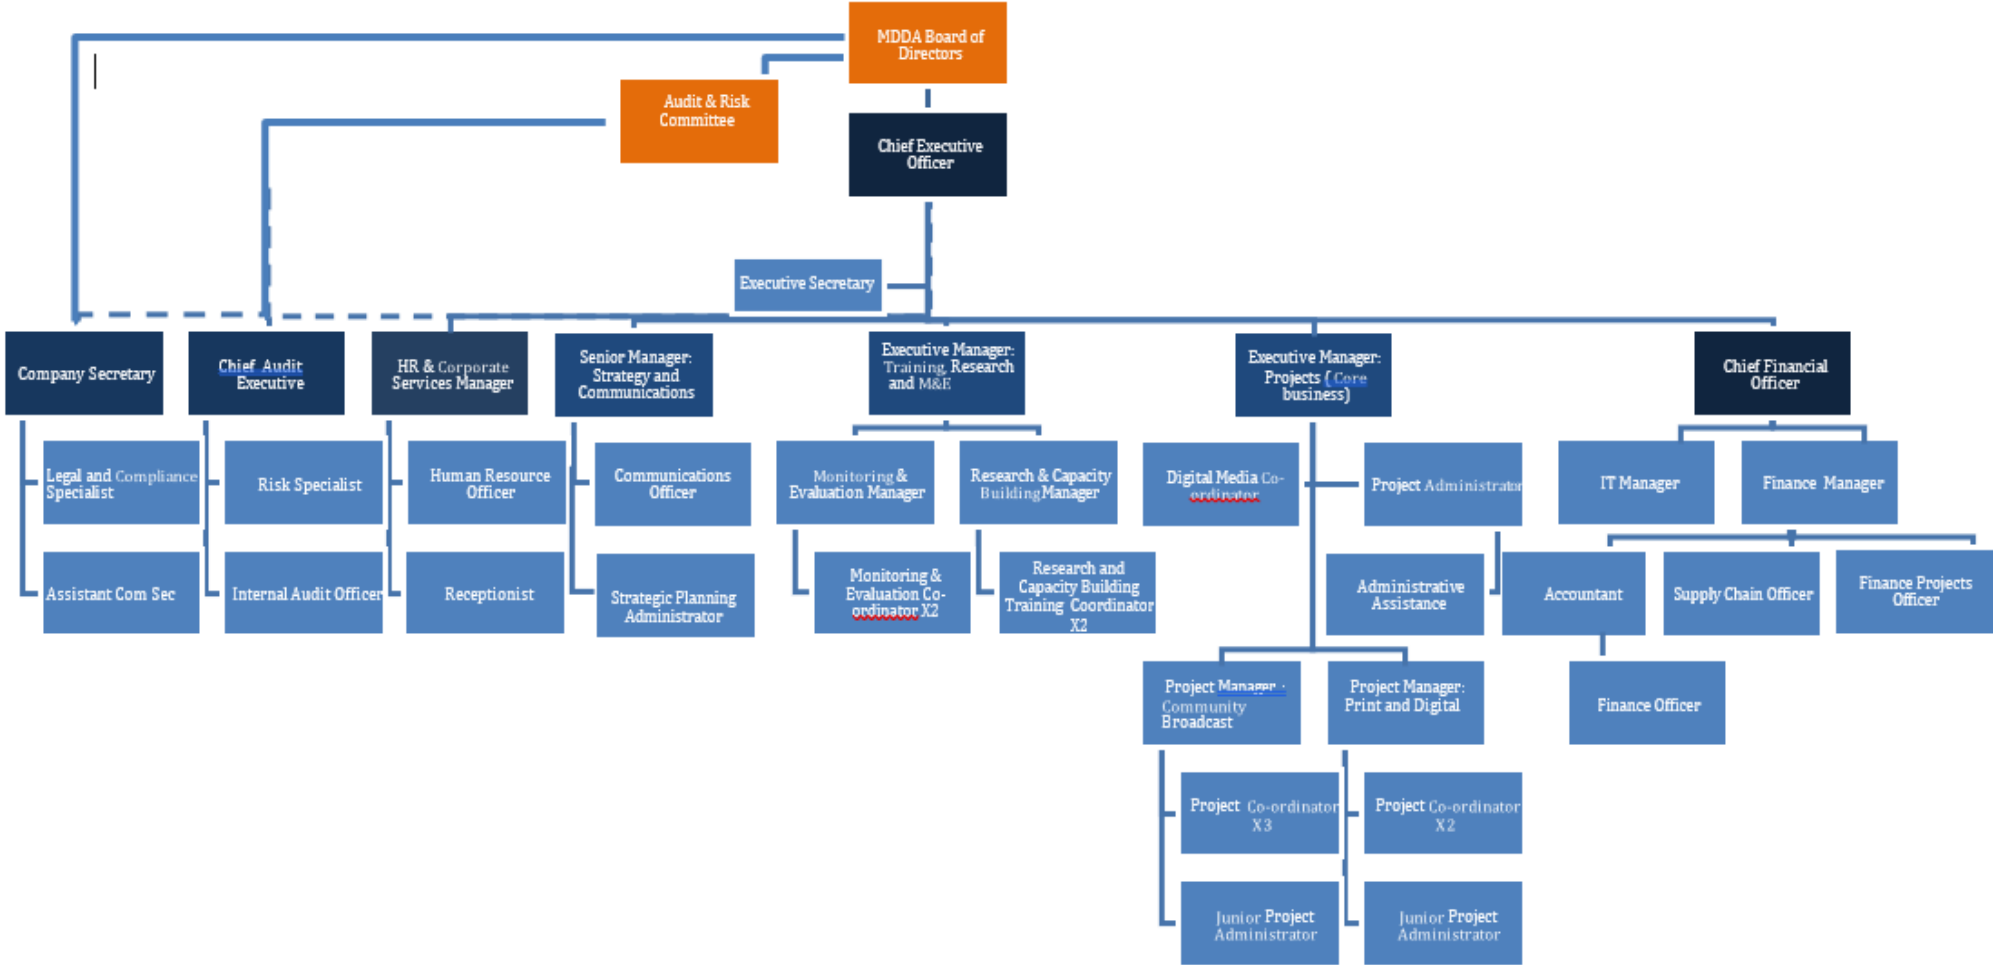 MDDA Board of
Directors
Audit & Risk
Committee
Chief Executive
Officer
Executive Secretary
Company Secretary
Chief Audit
Executive
HR & Corporate
Services Manager
Senior Manager:
Strategy and
Communications
Executive Manager:
Training, Research
and M&E
Executive Manager:
Projects ( Core
business)
Chief Financial
Officer
Legal and Compliance
Specialist
Risk Specialist
Human Resource
Officer
Communications
Officer
Monitoring &
Evaluation Manager
Research & Capacity
Building Manager
Digital Media Co-
ordinator
Project Administrator
IT Manager
Finance Manager
Assistant Com Sec
Internal Audit Officer
Receptionist
Strategic Planning
Administrator
Monitoring &
Evaluation Co-
ordinator X2
Research and
Capacity Building
Training Coordinator
X2
Administrative
Assistance
Accountant
Supply Chain Officer
Finance Projects
Officer
Project Manager :
Community
Broadcast
Project Manager:
Print and Digital
Finance Officer
Project Co-ordinator
X3
Project Co-ordinator
X2
Junior Project
Administrator
Junior Project
Administrator